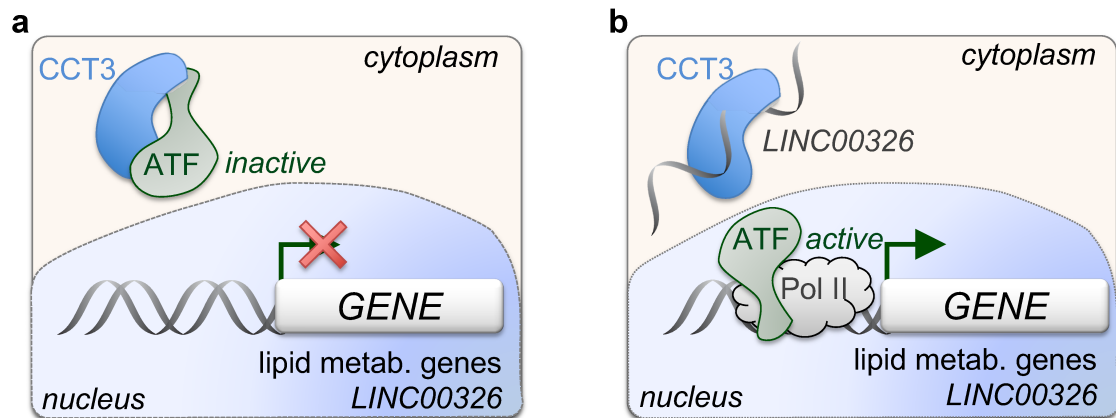 a
cytoplasm
CCT3
ATF inactive
GENE
lipid metab. genes
nucleus LINC00326
b
cytoplasm
CCT3
LINC00326
ATF active
Pol II
GENE
lipid metab. genes
nucleus LINC00326